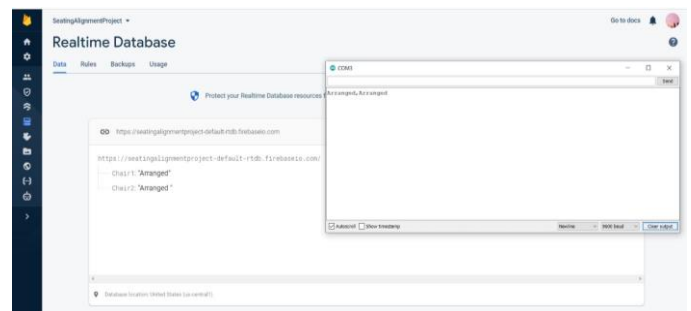 SeatingAlignmentProject
Go to docs
Realtime Database
Data Rules Backups Usage
Protect your Realtime Database resources
https://seatingalignmentproject-default-rtdb.firebaseio.com
https://seatingalignmentproject-default-rtdb.firebaseio.com/
Chair1: "Arranged"
Chair2: "Arranged "
Database location: United States (us-central1)
COM3
Send
Arranged,Arranged
Autoscroll Show timestamp
Newline 9600 baud Clear output